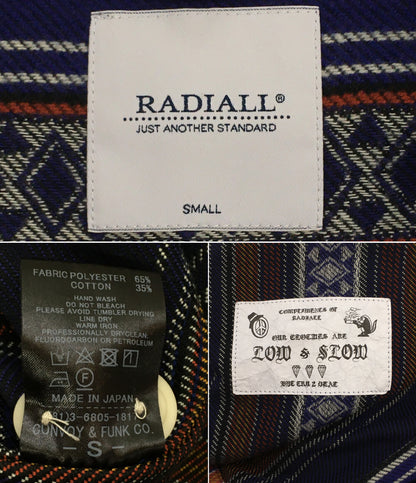 RADIALL®
JUST ANOTHER STANDARD
SMALL
FABRIC POLYESTER 65%
COTTON 35%
HAND WASH
DO NOT BLEACH
PLEASE AVOID TUMBLER DRYING
LINE DRY
WARM IRON
PROFESSIONALLY DRYCLEAN
FLUOROCARBON OR PETROLEUM
MADE IN JAPAN
CUNTOY & FUNK CO.
- S -
COMPLIMENTS OF
RADIALL
OUR CLOTHES ARE
LOW & SLOW